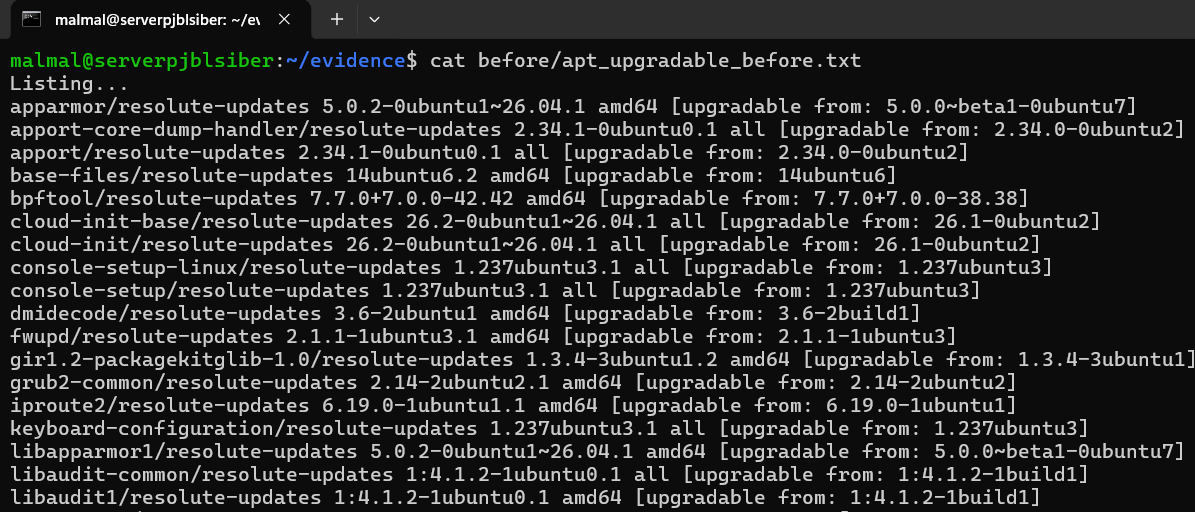 malmal@serverpjblsiber: ~/ev
malmal@serverpjblsiber:~/evidence$ cat before/apt_upgradable_before.txt
Listing...
apparmor/resolute-updates 5.0.2-0ubuntu1~26.04.1 amd64 [upgradable from: 5.0.0~beta1-0ubuntu7]
apport-core-dump-handler/resolute-updates 2.34.1-0ubuntu0.1 all [upgradable from: 2.34.0-0ubuntu2]
apport/resolute-updates 2.34.1-0ubuntu0.1 all [upgradable from: 2.34.0-0ubuntu2]
base-files/resolute-updates 14ubuntu6.2 amd64 [upgradable from: 14ubuntu6]
bpftool/resolute-updates 7.7.0+7.0.0-42.42 amd64 [upgradable from: 7.7.0+7.0.0-38.38]
cloud-init-base/resolute-updates 26.2-0ubuntu1~26.04.1 all [upgradable from: 26.1-0ubuntu2]
cloud-init/resolute-updates 26.2-0ubuntu1~26.04.1 all [upgradable from: 26.1-0ubuntu2]
console-setup-linux/resolute-updates 1.237ubuntu3.1 all [upgradable from: 1.237ubuntu3]
console-setup/resolute-updates 1.237ubuntu3.1 all [upgradable from: 1.237ubuntu3]
dmidecode/resolute-updates 3.6-2ubuntu1 amd64 [upgradable from: 3.6-2build1]
fwupd/resolute-updates 2.1.1-1ubuntu3.1 amd64 [upgradable from: 2.1.1-1ubuntu3]
gir1.2-packagekitglib-1.0/resolute-updates 1.3.4-3ubuntu1.2 amd64 [upgradable from: 1.3.4-3ubuntu1]
grub2-common/resolute-updates 2.14-2ubuntu2.1 amd64 [upgradable from: 2.14-2ubuntu2]
iproute2/resolute-updates 6.19.0-1ubuntu1.1 amd64 [upgradable from: 6.19.0-1ubuntu1]
keyboard-configuration/resolute-updates 1.237ubuntu3.1 all [upgradable from: 1.237ubuntu3]
libapparmor1/resolute-updates 5.0.2-0ubuntu1~26.04.1 amd64 [upgradable from: 5.0.0~beta1-0ubuntu7]
libaudit-common/resolute-updates 1:4.1.2-1ubuntu0.1 all [upgradable from: 1:4.1.2-1build1]
libaudit1/resolute-updates 1:4.1.2-1ubuntu0.1 amd64 [upgradable from: 1:4.1.2-1build1]